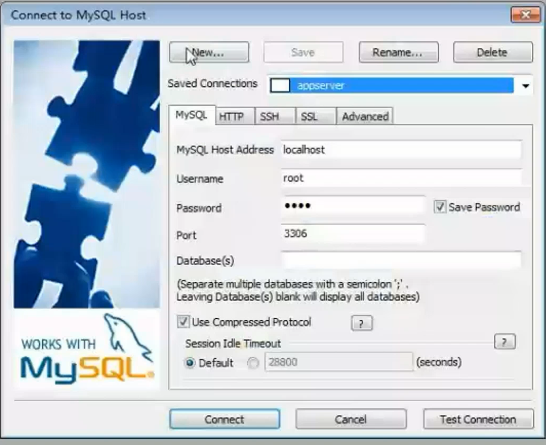 Connect to MySQL Host
New... Save Rename... Delete
Saved Connections appserver
MySQL HTTP SSH SSL Advanced
MySQL Host Address localhost
Username root
Password •••• Save Password
Port 3306
Database(s)
(Separate multiple databases with a semicolon ';' .
Leaving Database(s) blank will display all databases)
Use Compressed Protocol ?
Session Idle Timeout ?
Default 28800 (seconds)
WORKS WITH
MySQL®
Connect Cancel Test Connection